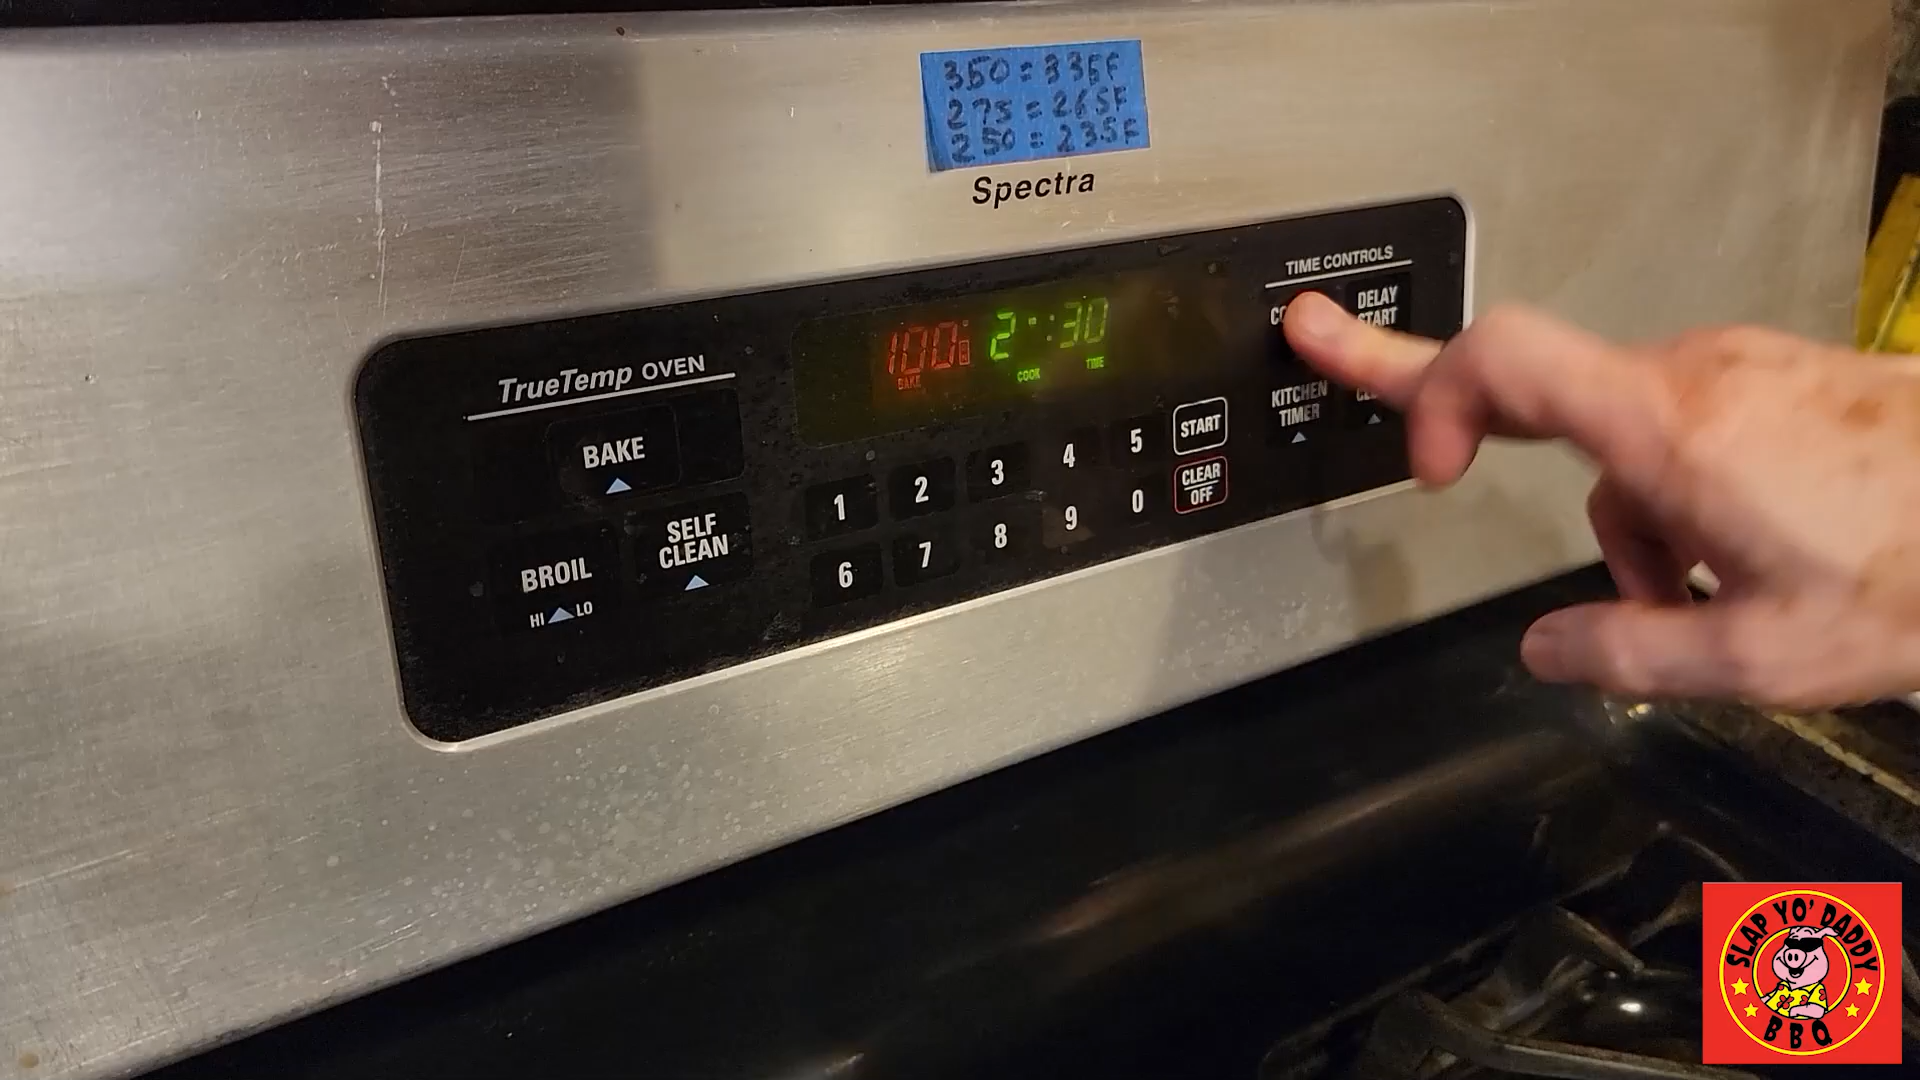 350 = 335F
275 = 265F
250 = 235F
Spectra
TIME CONTROLS
DELAY
START
KITCHEN
TIMER
TrueTemp OVEN
100°
2 :30
BAKE
COOK
TIME
BAKE
SELF
CLEAN
BROIL
HI LO
1 2 3 4 5
6 7 8 9 0
START
CLEAR
OFF
SLAP YO' DADDY
BBQ